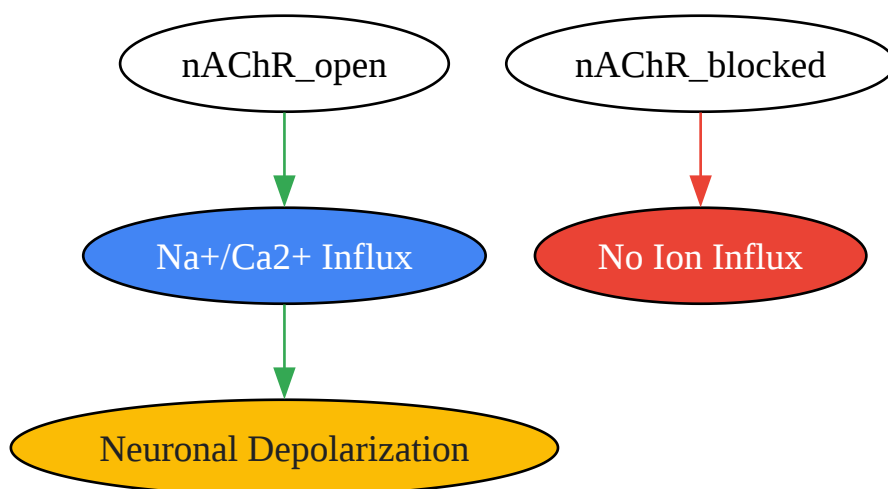 nAChR_open
nAChR_blocked
Na+/Ca2+ Influx
No Ion Influx
Neuronal Depolarization